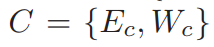 C = {E_c, W_c}